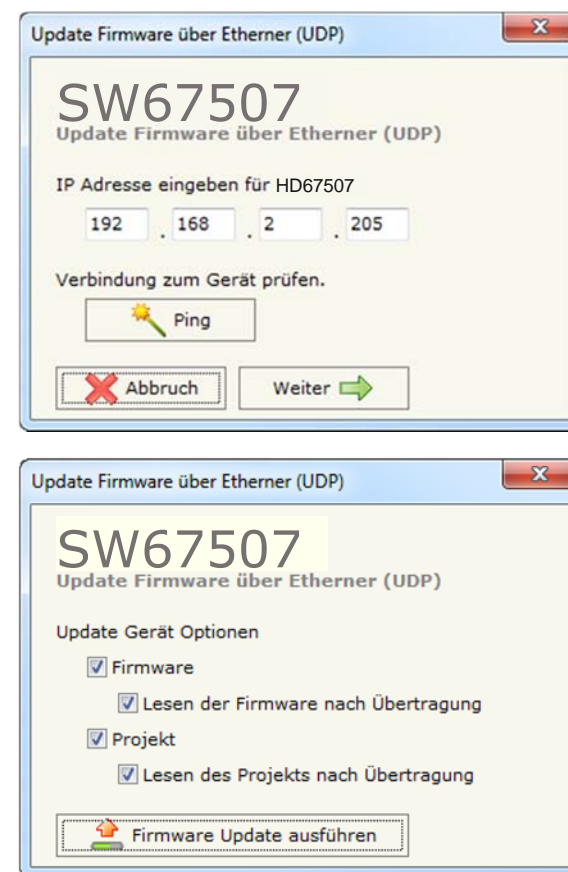 Update Firmware über Etherner (UDP)
SW67507
Update Firmware über Etherner (UDP)
IP Adresse eingeben für HD67507
192 . 168 . 2 . 205
Verbindung zum Gerät prüfen.
Ping
Abbruch Weiter
Update Firmware über Etherner (UDP)
SW67507
Update Firmware über Etherner (UDP)
Update Gerät Optionen
Firmware
Lesen der Firmware nach Übertragung
Projekt
Lesen des Projekts nach Übertragung
Firmware Update ausführen